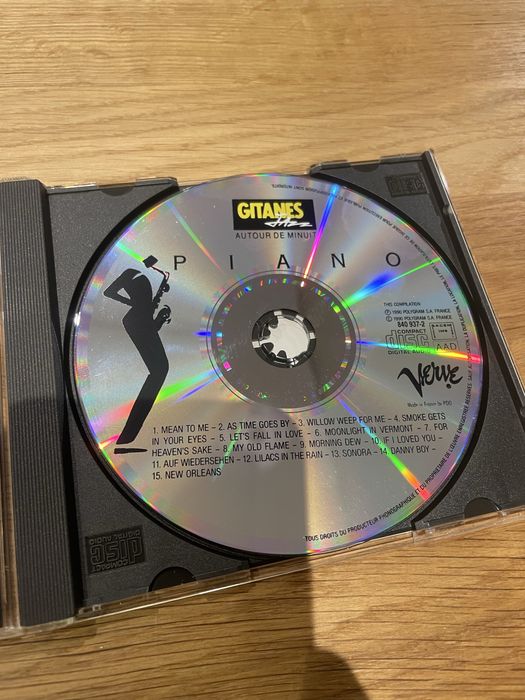 GITANES
Jazz
AUTOUR DE MINUIT
PIANO
THIS COMPILATION
Ⓟ 1990 POLYGRAM S.A. FRANCE
© 1990 POLYGRAM S.A. FRANCE
840 937-2
SACEM
COMPACT
disc
DIGITAL AUDIO
AAD
Verve
Made in France by PDO
1. MEAN TO ME – 2. AS TIME GOES BY – 3. WILLOW WEEP FOR ME – 4. SMOKE GETS
IN YOUR EYES – 5. LET'S FALL IN LOVE – 6. MOONLIGHT IN VERMONT – 7. FOR
HEAVEN'S SAKE – 8. MY OLD FLAME – 9. MORNING DEW – 10. IF I LOVED YOU –
11. AUF WIEDERSEHEN – 12. LILACS IN THE RAIN – 13. SONORA – 14. DANNY BOY –
15. NEW ORLEANS
TOUS DROITS DU PRODUCTEUR PHONOGRAPHIQUE ET DU PROPRIETAIRE DE L'ŒUVRE ENREGISTREE RESERVES.
COMPACT
disc
DIGITAL AUDIO